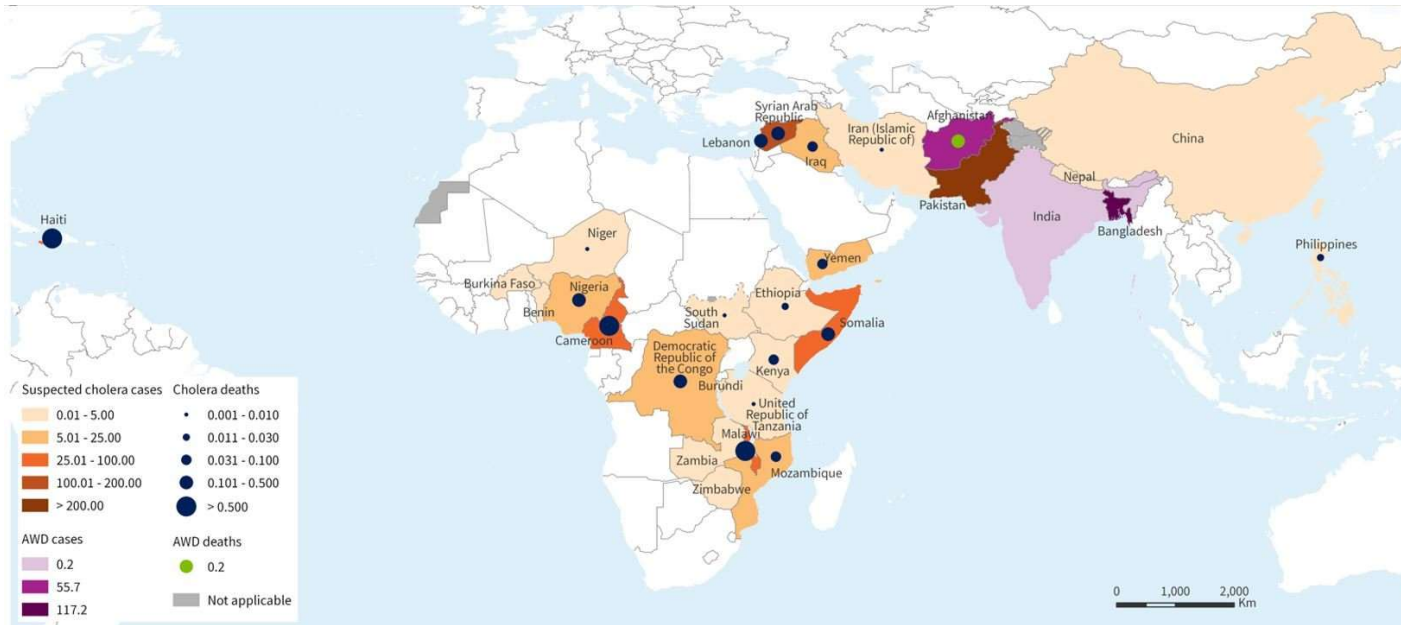 Syrian Arab
Republic
Afghanistan
Iran (Islamic
Republic of)
Lebanon
Iraq
China
Nepal
Pakistan
India
Bangladesh
Haiti
Niger
Philippines
Yemen
Burkina Faso
Nigeria
Ethiopia
Benin
South
Sudan
Somalia
Cameroon
Democratic
Republic of
the Congo
Kenya
Burundi
United
Republic of
Tanzania
Malawi
Zambia
Mozambique
Zimbabwe
Suspected cholera cases
0.01 - 5.00
5.01 - 25.00
25.01 - 100.00
100.01 - 200.00
> 200.00
AWD cases
0.2
55.7
117.2
Cholera deaths
0.001 - 0.010
0.011 - 0.030
0.031 - 0.100
0.101 - 0.500
> 0.500
AWD deaths
0.2
Not applicable
0 1,000 2,000
Km